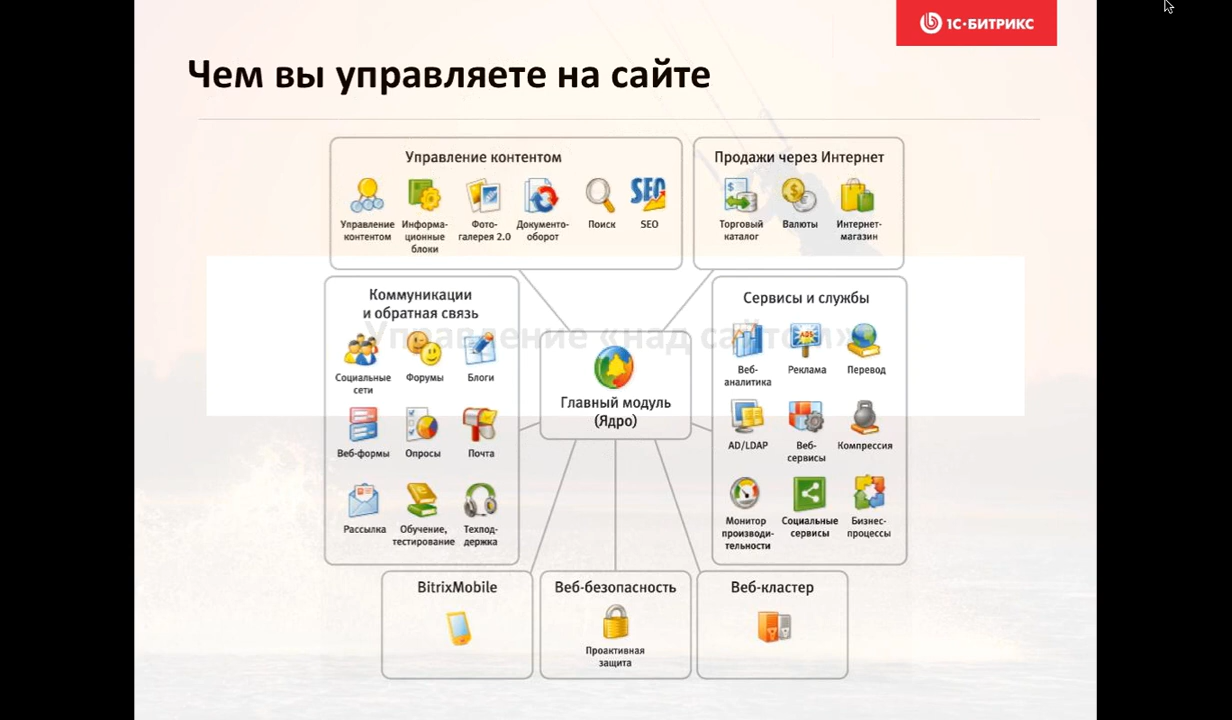 1С·БИТРИКС
Чем вы управляете на сайте
Управление контентом
Управление
контентом
Информа-
ционные
блоки
Фото-
галерея 2.0
Документо-
оборот
Поиск
SEO
SEO
Продажи через Интернет
Торговый
каталог
Валюты
Интернет-
магазин
Коммуникации
и обратная связь
Социальные
сети
Форумы
Блоги
Веб-формы
Опросы
Почта
Рассылка
Обучение,
тестирование
Техпод-
держка
Управление «над сайтом»
Главный модуль
(Ядро)
Сервисы и службы
Веб-
аналитика
ADS
Реклама
Перевод
AD/LDAP
Веб-
сервисы
Компрессия
Монитор
производи-
тельности
Социальные
сервисы
Бизнес-
процессы
BitrixMobile
Веб-безопасность
Проактивная
защита
Веб-кластер